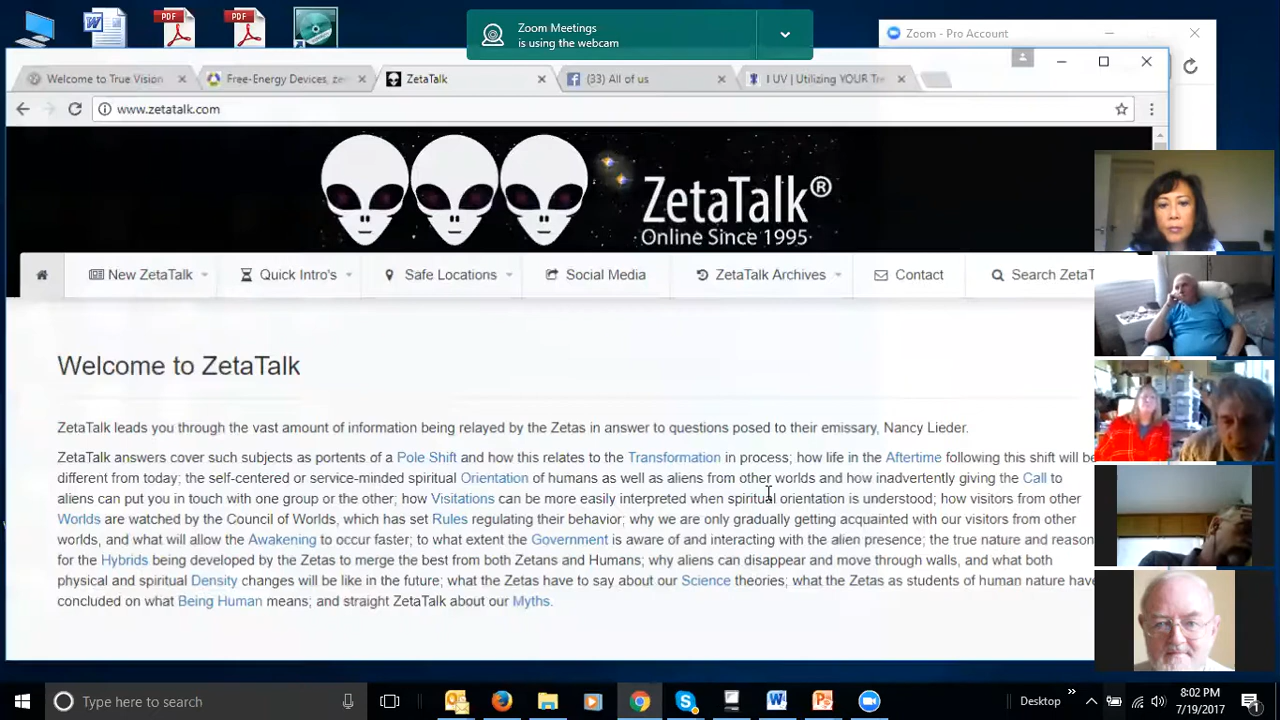 Zoom Meetings
is using the webcam
Zoom - Pro Account
Welcome to True Vision
Free-Energy Devices, ze
ZetaTalk
(33) All of us
I UV | Utilizing YOUR Tr
www.zetatalk.com
ZetaTalk®
Online Since 1995
New ZetaTalk
Quick Intro's
Safe Locations
Social Media
ZetaTalk Archives
Contact
Search ZetaT
Welcome to ZetaTalk
ZetaTalk leads you through the vast amount of information being relayed by the Zetas in answer to questions posed to their emissary, Nancy Lieder.
ZetaTalk answers cover such subjects as portents of a Pole Shift and how this relates to the Transformation in process; how life in the Aftertime following this shift will be
different from today; the self-centered or service-minded spiritual Orientation of humans as well as aliens from other worlds and how inadvertently giving the Call to
aliens can put you in touch with one group or the other; how Visitations can be more easily interpreted when spiritual orientation is understood; how visitors from other
Worlds are watched by the Council of Worlds, which has set Rules regulating their behavior; why we are only gradually getting acquainted with our visitors from other
worlds, and what will allow the Awakening to occur faster; to what extent the Government is aware of and interacting with the alien presence; the true nature and reason
for the Hybrids being developed by the Zetas to merge the best from both Zetans and Humans; why aliens can disappear and move through walls, and what both
physical and spiritual Density changes will be like in the future; what the Zetas have to say about our Science theories; what the Zetas as students of human nature have
concluded on what Being Human means; and straight ZetaTalk about our Myths.
Type here to search
Desktop
8:02 PM
7/19/2017
PDF
PDF